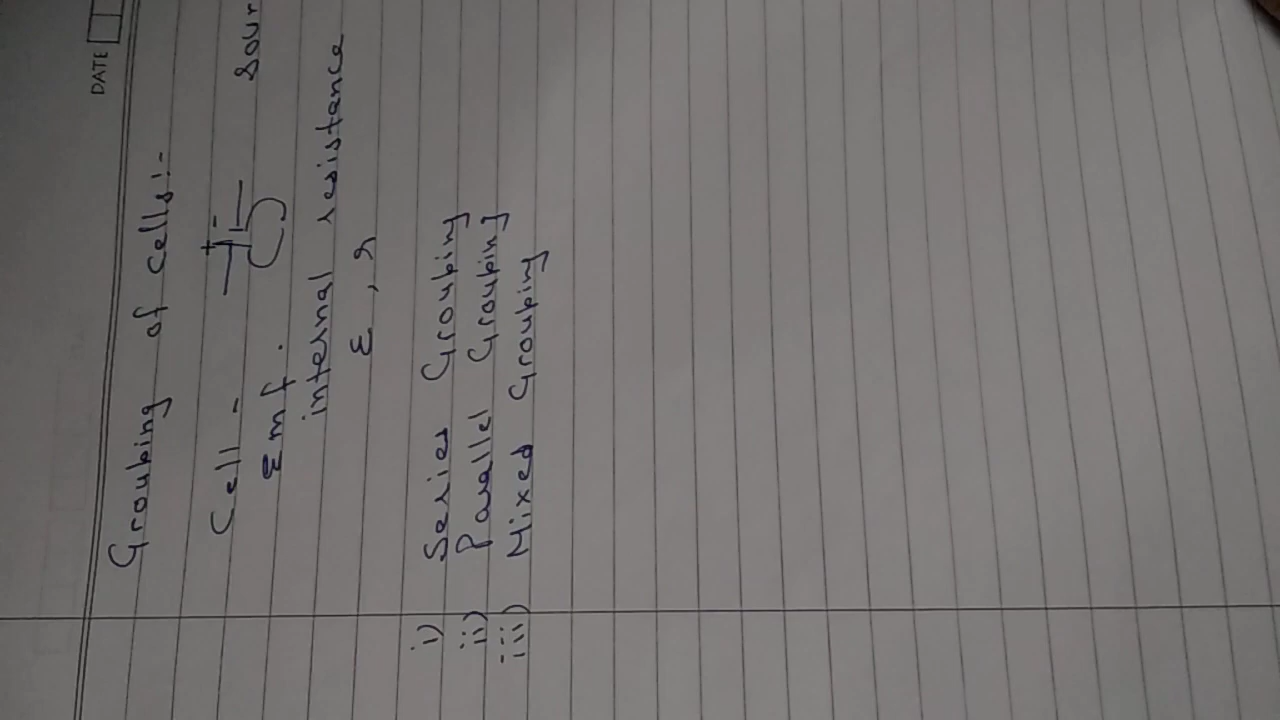 DATE
Grouping of cells:-
Cell - + -
Emf.
internal resistance
ε, r
i) Series Grouping
ii) Parallel Grouping
iii) Mixed Grouping